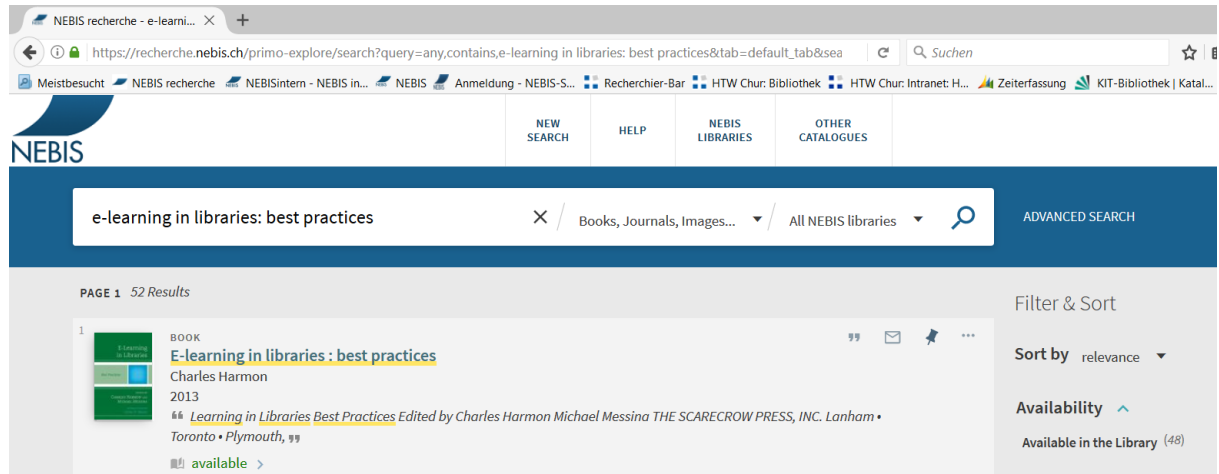 NEBIS recherche - e-learni...
https://recherche.nebis.ch/primo-explore/search?query=any,contains,e-learning in libraries: best practices&tab=default_tab&sea
Suchen
Meistbesucht NEBIS recherche NEBISintern - NEBIS in... NEBIS Anmeldung - NEBIS-S... Recherchier-Bar HTW Chur: Bibliothek HTW Chur: Intranet: H... Zeiterfassung KIT-Bibliothek | Katal...
NEBIS
NEW SEARCH
HELP
NEBIS LIBRARIES
OTHER CATALOGUES
e-learning in libraries: best practices
Books, Journals, Images...
All NEBIS libraries
ADVANCED SEARCH
PAGE 1 52 Results
Filter & Sort
1
BOOK
E-Learning
in Libraries
E-learning in libraries : best practices
Charles Harmon
2013
Learning in Libraries Best Practices Edited by Charles Harmon Michael Messina THE SCARECROW PRESS, INC. Lanham •
Toronto • Plymouth,
available
Sort by relevance
Availability
Available in the Library (48)